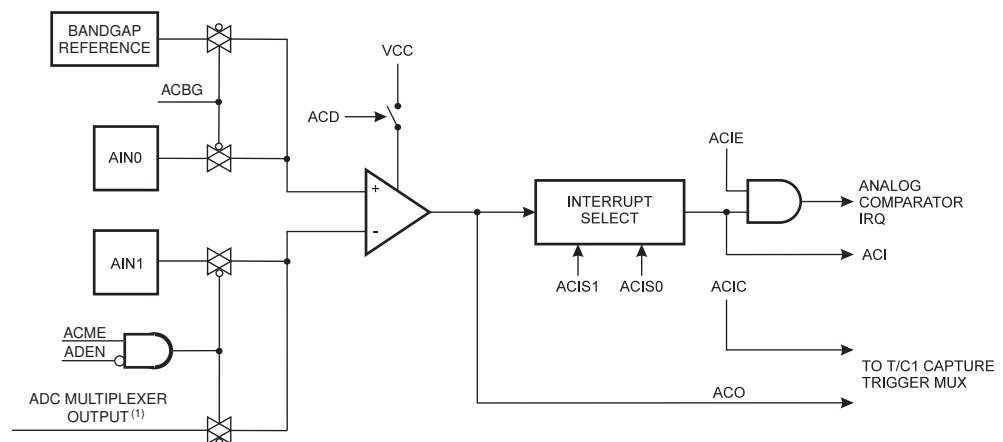 BANDGAP
REFERENCE
ACBG
AIN0
VCC
ACD
+
-
AIN1
ACME
ADEN
ADC MULTIPLEXER
OUTPUT (1)
INTERRUPT
SELECT
ACIS1
ACIS0
ACIE
ANALOG
COMPARATOR
IRQ
ACI
ACIC
TO T/C1 CAPTURE
TRIGGER MUX
ACO